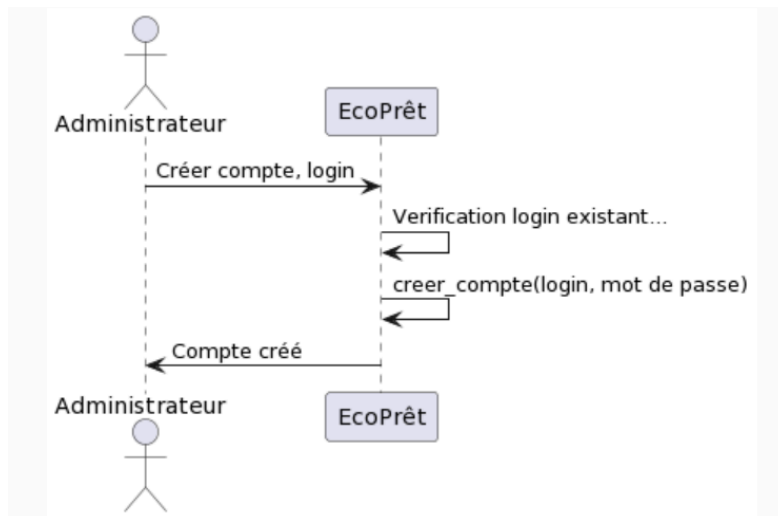 Administrateur
EcoPrêt
Créer compte, login
Verification login existant...
creer_compte(login, mot de passe)
Compte créé
Administrateur
EcoPrêt